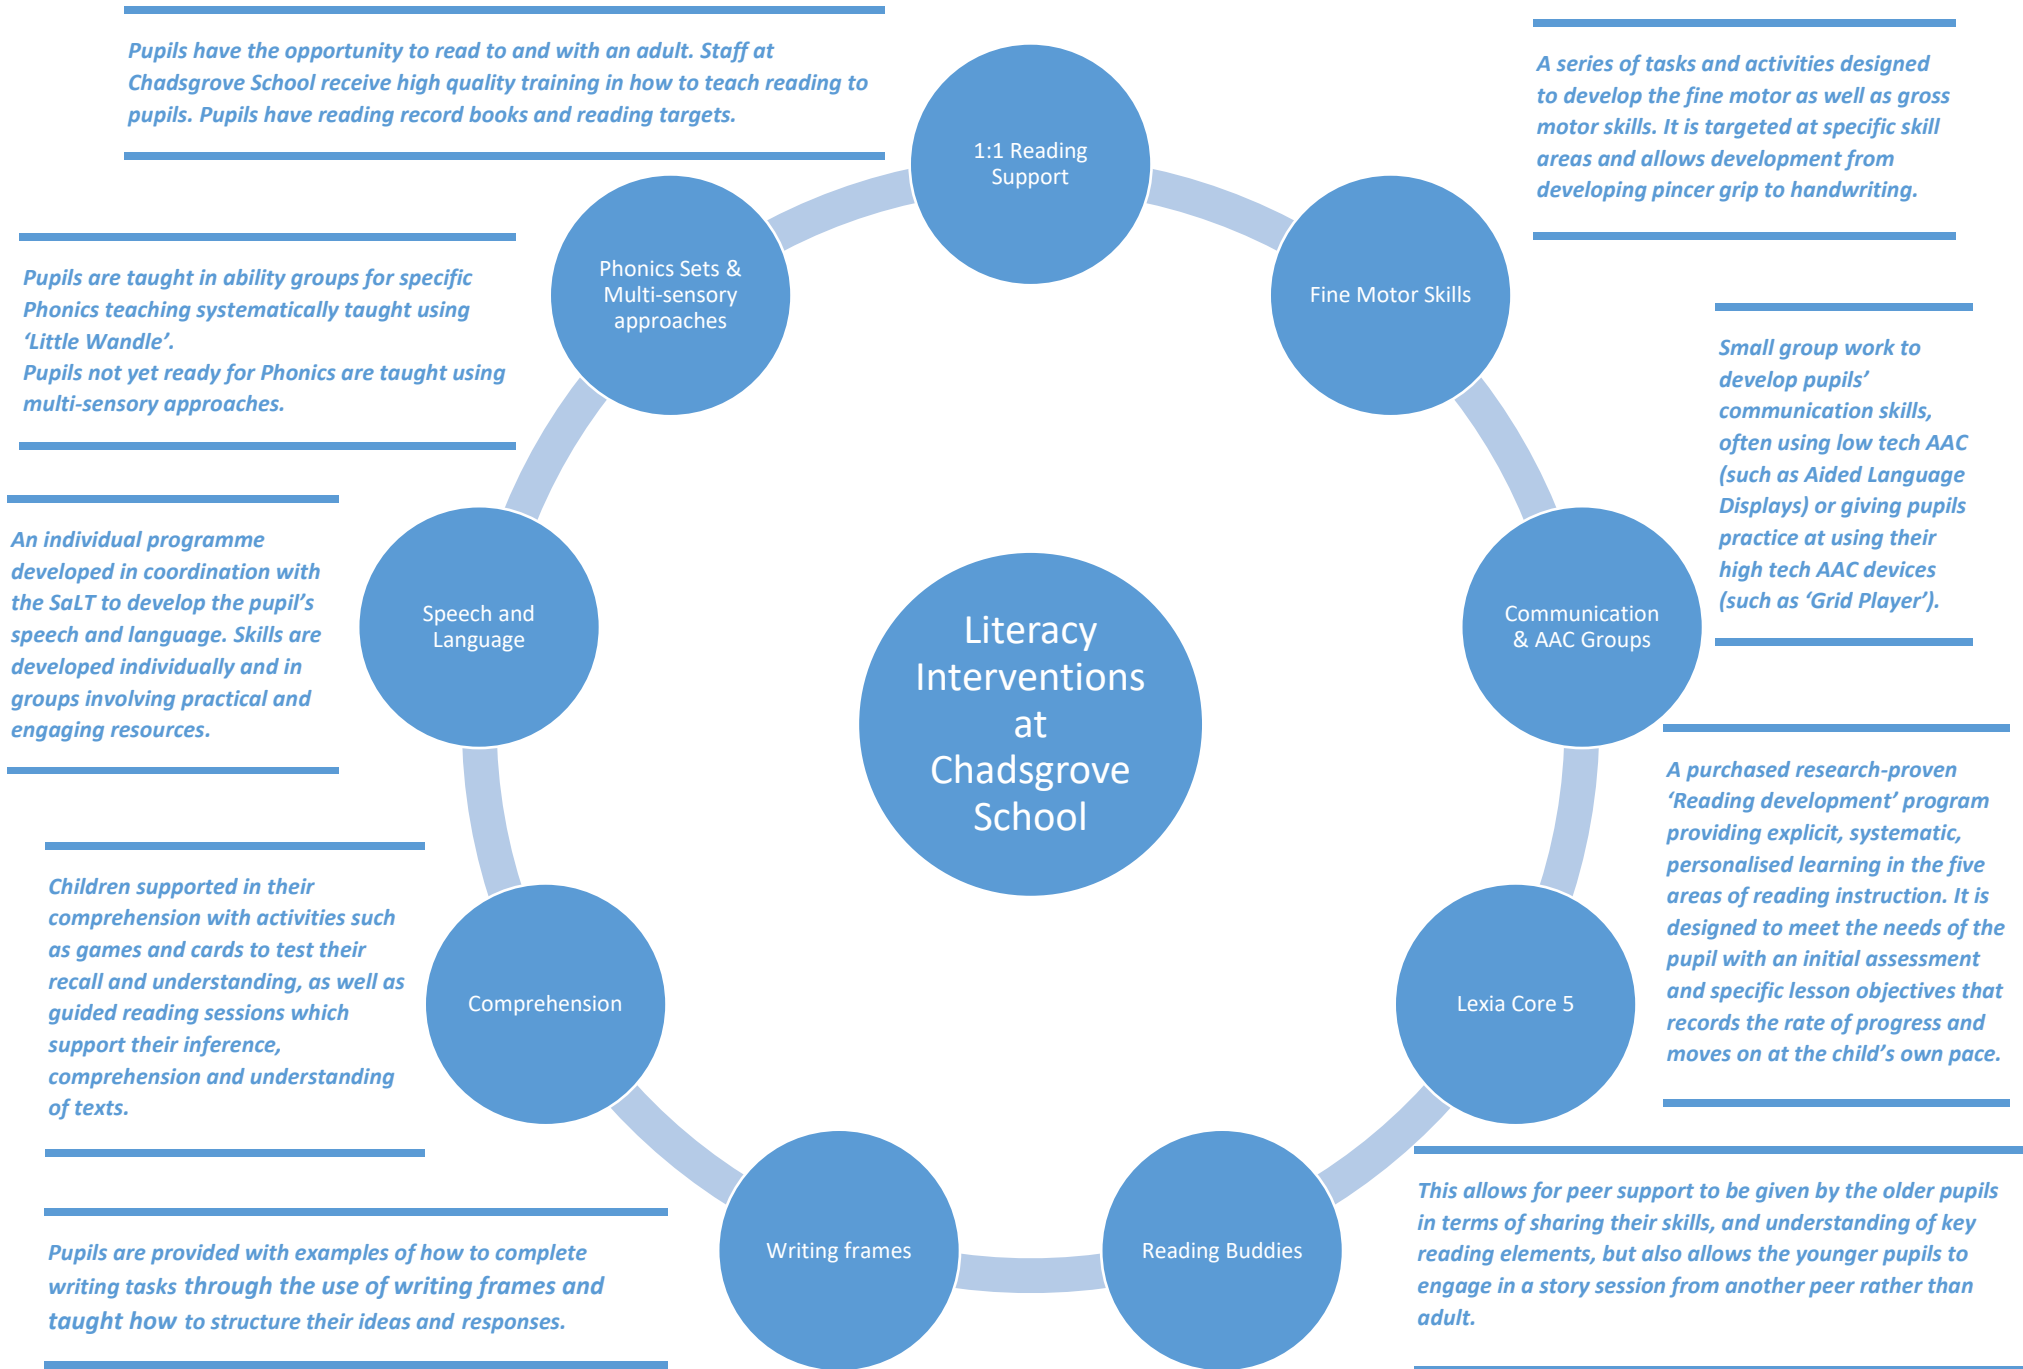 Pupils have the opportunity to read to and with an adult. Staff at
Chadsgrove School receive high quality training in how to teach reading to
pupils. Pupils have reading record books and reading targets.
1:1 Reading
Support
A series of tasks and activities designed
to develop the fine motor as well as gross
motor skills. It is targeted at specific skill
areas and allows development from
developing pincer grip to handwriting.
Fine Motor Skills
Small group work to
develop pupils’
communication skills,
often using low tech AAC
(such as Aided Language
Displays) or giving pupils
practice at using their
high tech AAC devices
(such as ‘Grid Player’).
Communication
& AAC Groups
A purchased research-proven
‘Reading development’ program
providing explicit, systematic,
personalised learning in the five
areas of reading instruction. It is
designed to meet the needs of the
pupil with an initial assessment
and specific lesson objectives that
records the rate of progress and
moves on at the child’s own pace.
Lexia Core 5
This allows for peer support to be given by the older pupils
in terms of sharing their skills, and understanding of key
reading elements, but also allows the younger pupils to
engage in a story session from another peer rather than
adult.
Reading Buddies
Writing frames
Pupils are provided with examples of how to complete
writing tasks through the use of writing frames and
taught how to structure their ideas and responses.
Comprehension
Children supported in their
comprehension with activities such
as games and cards to test their
recall and understanding, as well as
guided reading sessions which
support their inference,
comprehension and understanding
of texts.
Speech and
Language
An individual programme
developed in coordination with
the SaLT to develop the pupil’s
speech and language. Skills are
developed individually and in
groups involving practical and
engaging resources.
Phonics Sets &
Multi-sensory
approaches
Pupils are taught in ability groups for specific
Phonics teaching systematically taught using
‘Little Wandle’.
Pupils not yet ready for Phonics are taught using
multi-sensory approaches.
Literacy
Interventions
at
Chadsgrove
School